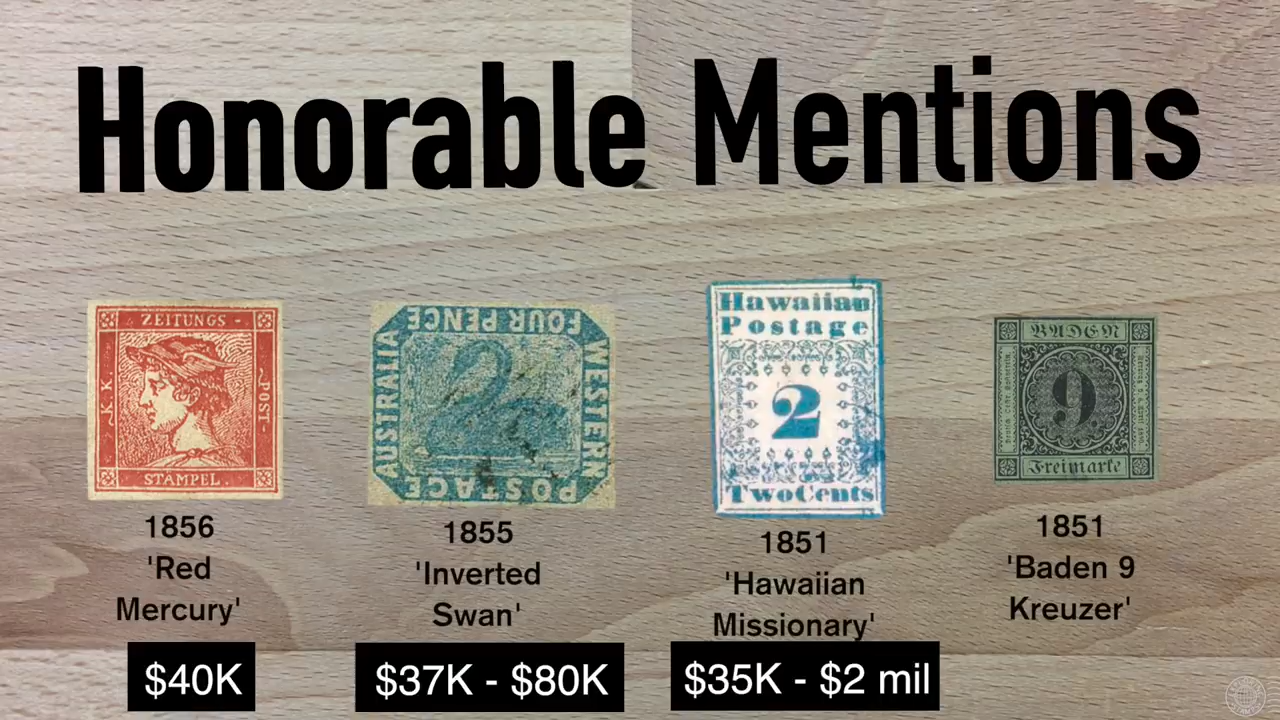 Honorable Mentions
ZEITUNGS -
K.K.
POST-
STAMPEL.
1856
'Red
Mercury'
$40K
FOUR PENCE
AUSTRALIA
WESTERN
POSTAGE
1855
'Inverted
Swan'
$37K - $80K
Hawaiian
Postage
2
Two Cents
1851
'Hawaiian
Missionary'
$35K - $2 mil
BADEN
9
Freimarke
1851
'Baden 9
Kreuzer'